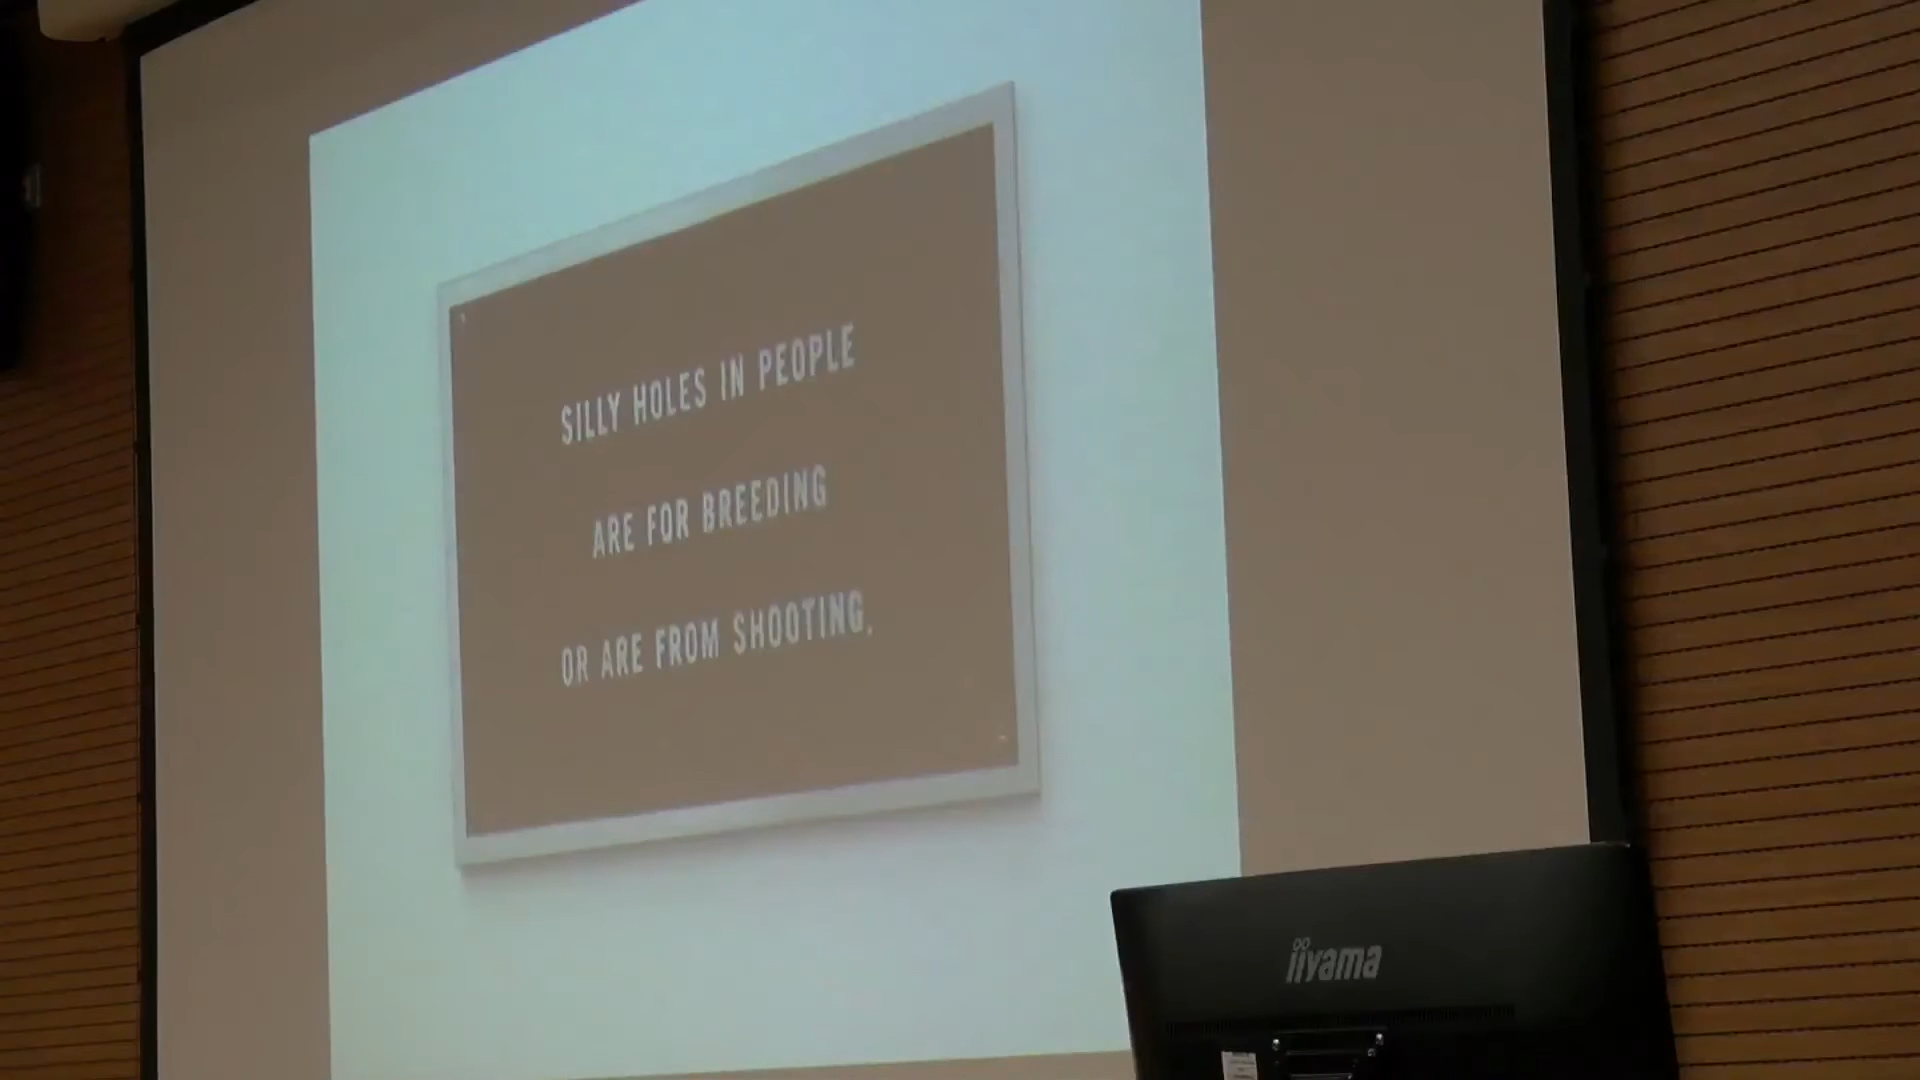 SILLY HOLES IN PEOPLE
ARE FOR BREEDING
OR ARE FROM SHOOTING.
iiyama